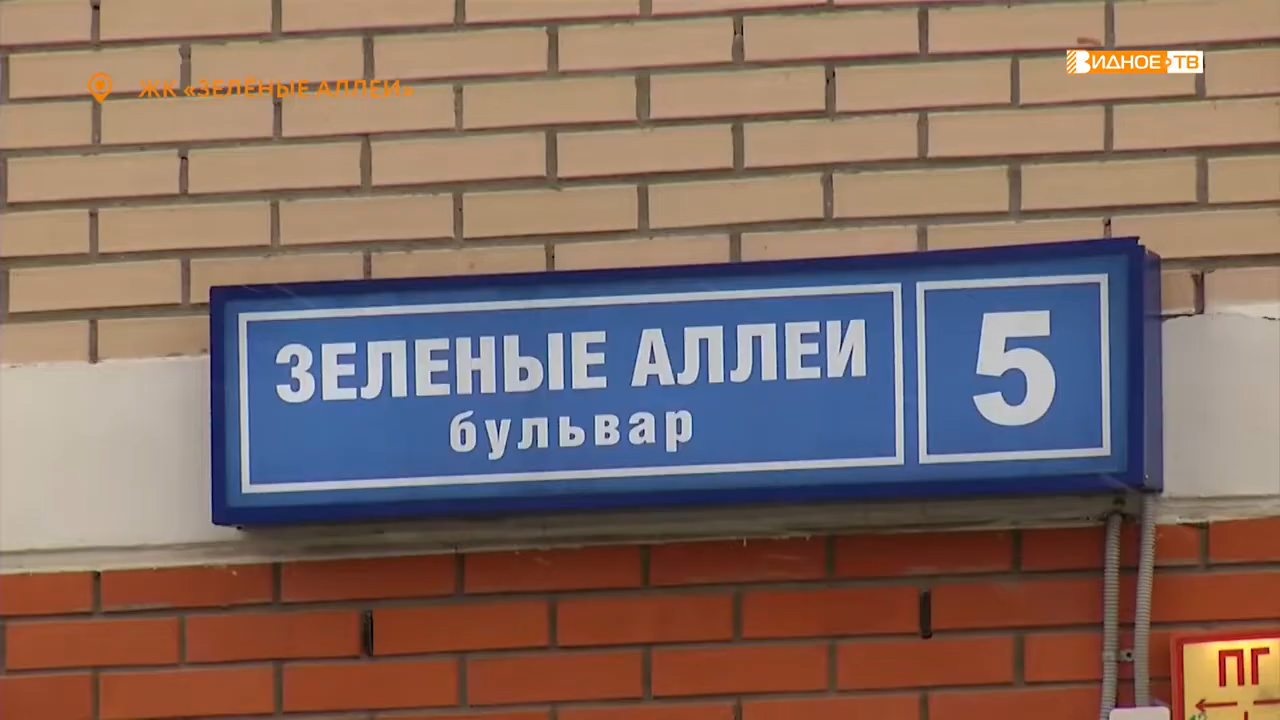 ЖК «ЗЕЛЁНЫЕ АЛЛЕИ»
ВИДНОЕ ТВ
ЗЕЛЕНЫЕ АЛЛЕИ
бульвар
5
ПГ